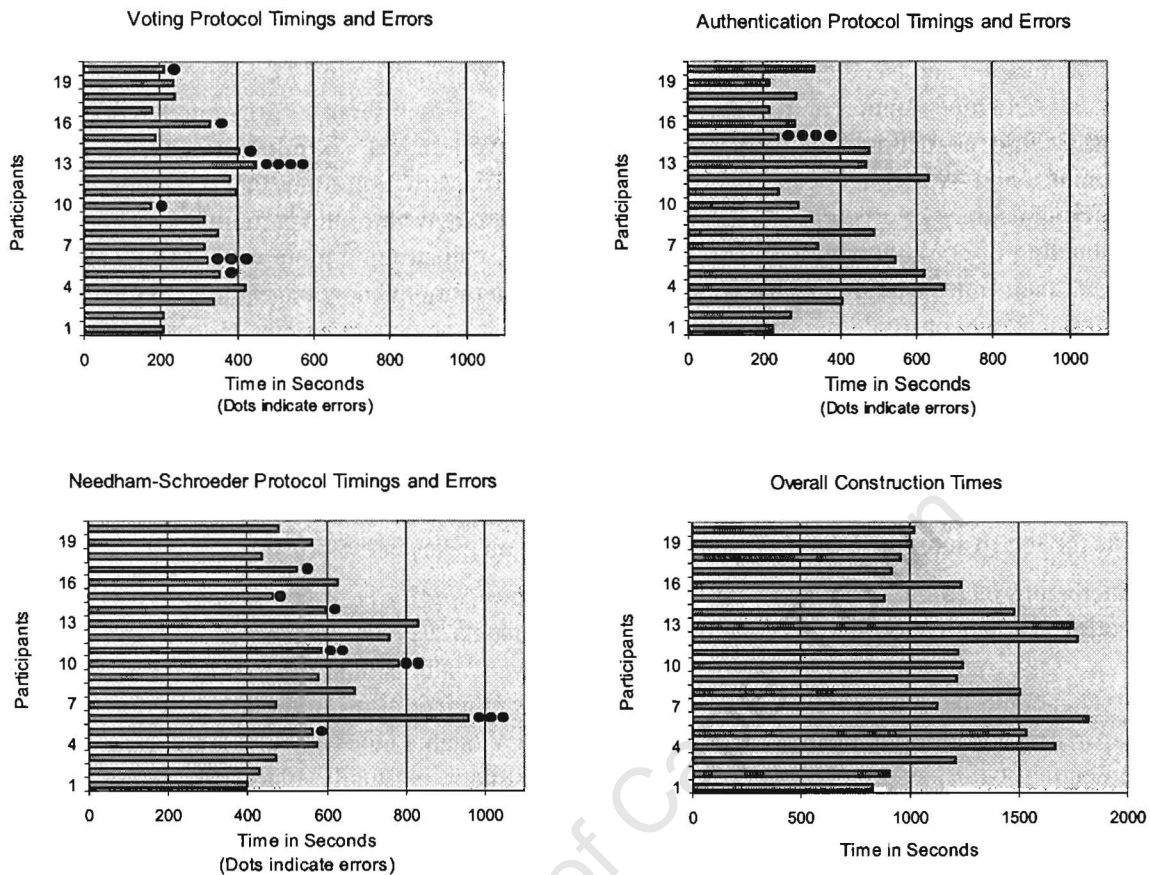 Voting Protocol Timings and Errors
Participants
19
16
13
10
7
4
1
0 200 400 600 800 1000
Time in Seconds
(Dots indicate errors)
Authentication Protocol Timings and Errors
Participants
19
16
13
10
7
4
1
0 200 400 600 800 1000
Time in Seconds
(Dots indicate errors)
Needham-Schroeder Protocol Timings and Errors
Participants
19
16
13
10
7
4
1
0 200 400 600 800 1000
Time in Seconds
(Dots indicate errors)
Overall Construction Times
Participants
19
16
13
10
7
4
1
0 500 1000 1500 2000
Time in Seconds
of